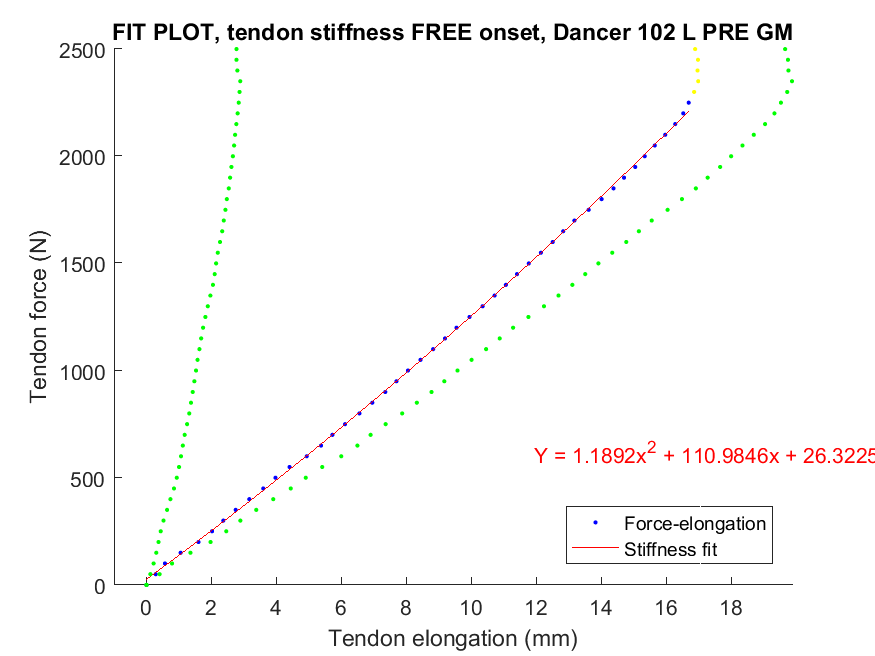 FIT PLOT, tendon stiffness FREE onset, Dancer 102 L PRE GM
2500
2000
1500
1000
500
0
Tendon force (N)
Y = 1.1892x² + 110.9846x + 26.3225
Force-elongation
Stiffness fit
0 2 4 6 8 10 12 14 16 18
Tendon elongation (mm)